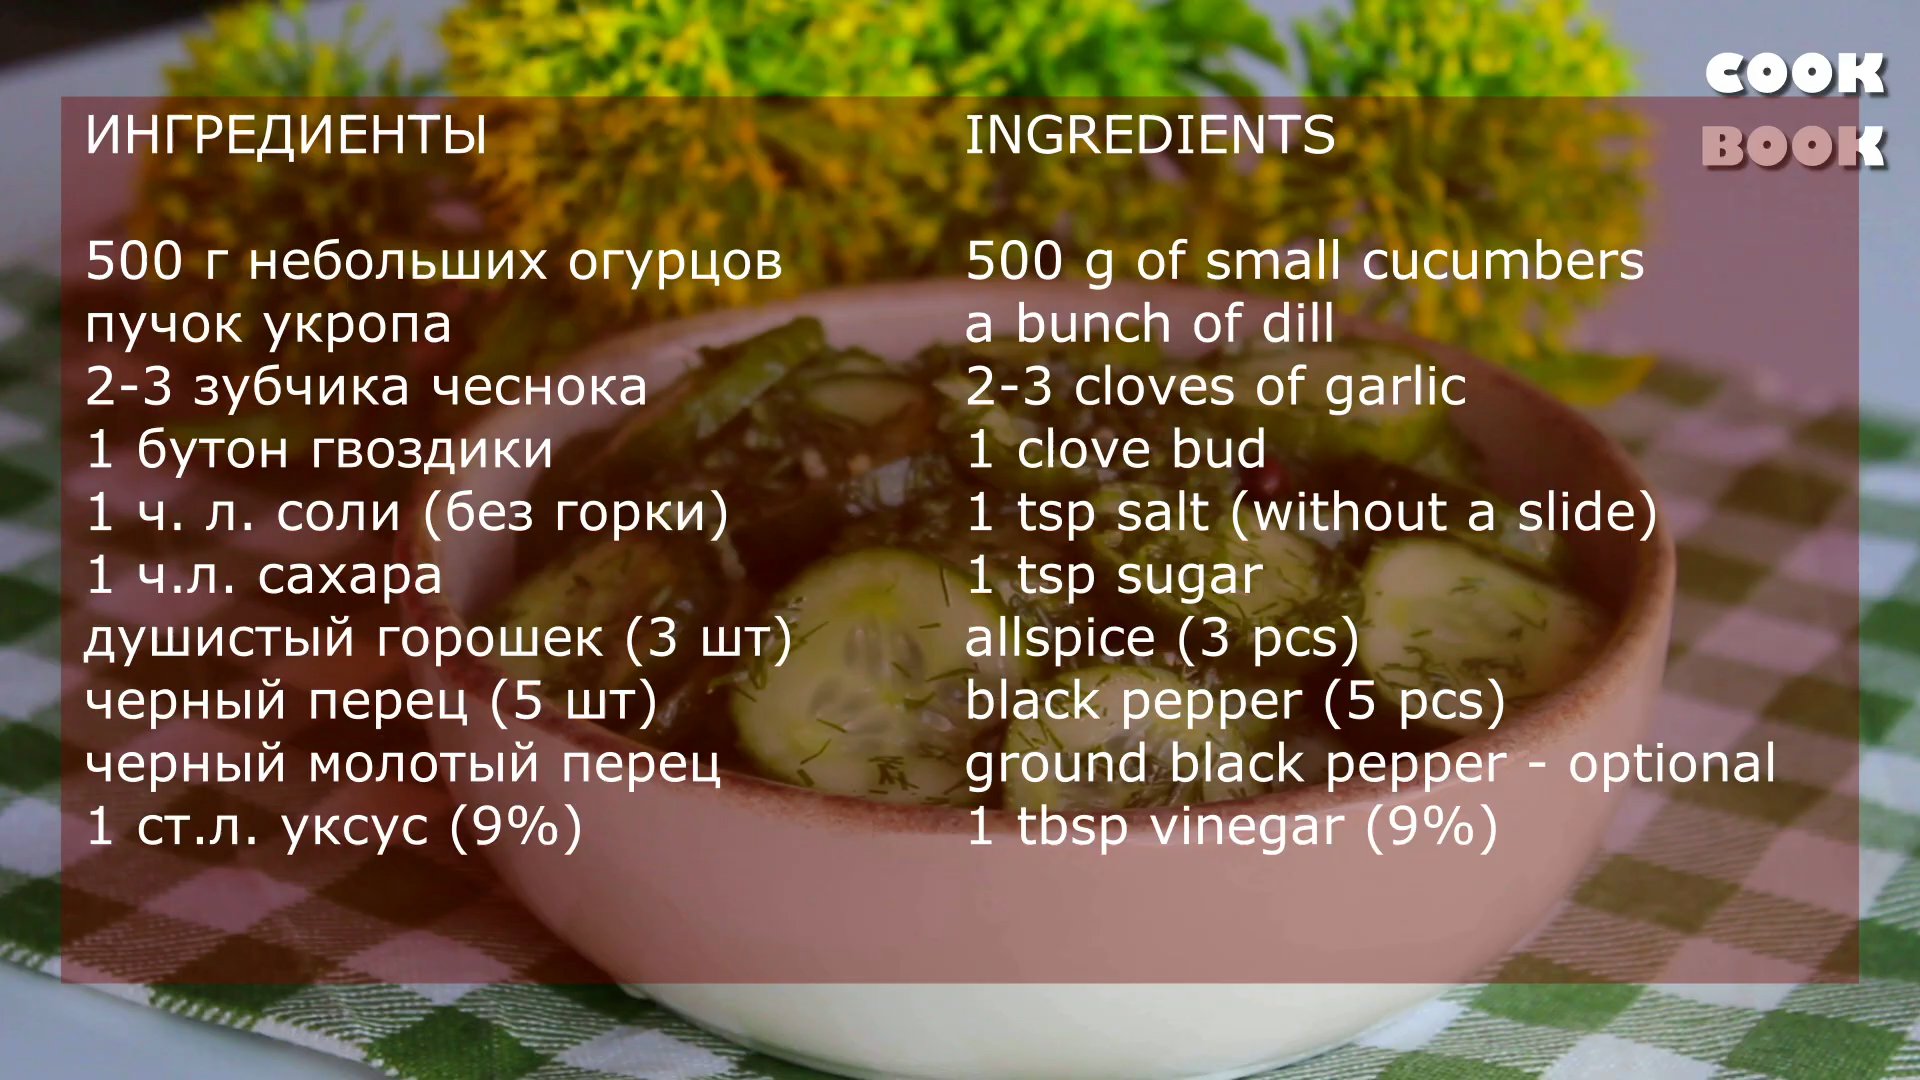 COOK
BOOK
ИНГРЕДИЕНТЫ
500 г небольших огурцов
пучок укропа
2-3 зубчика чеснока
1 бутон гвоздики
1 ч. л. соли (без горки)
1 ч.л. сахара
душистый горошек (3 шт)
черный перец (5 шт)
черный молотый перец
1 ст.л. уксус (9%)
INGREDIENTS
500 g of small cucumbers
a bunch of dill
2-3 cloves of garlic
1 clove bud
1 tsp salt (without a slide)
1 tsp sugar
allspice (3 pcs)
black pepper (5 pcs)
ground black pepper - optional
1 tbsp vinegar (9%)